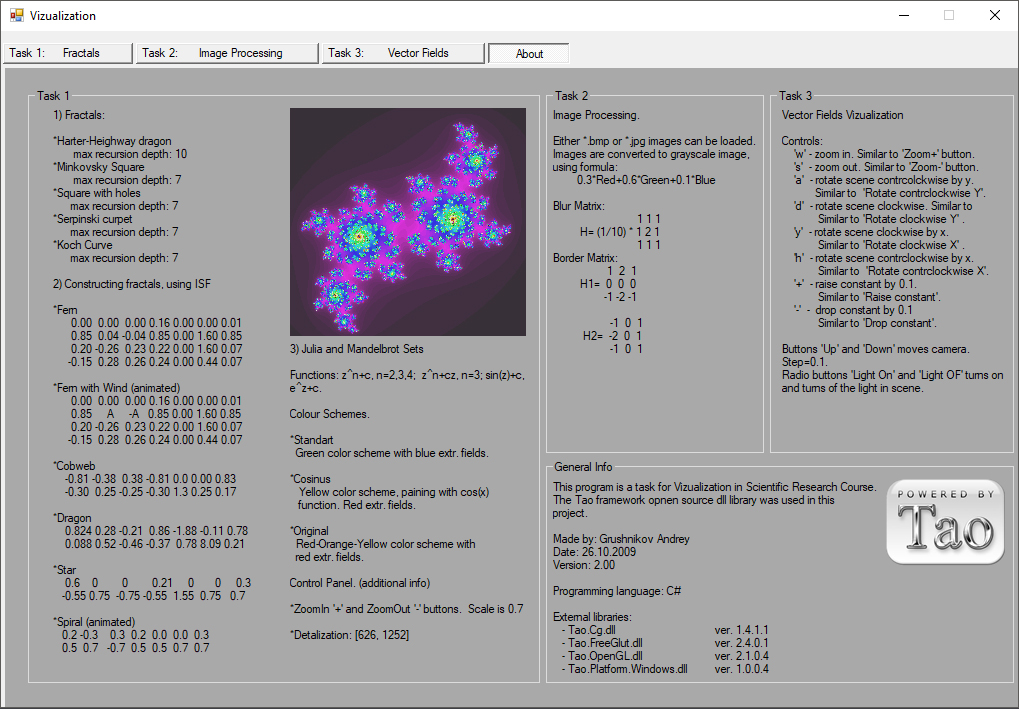 Vizualization
Task 1: Fractals
Task 2: Image Processing
Task 3: Vector Fields
About
Task 1
1) Fractals:
*Harter-Heighway dragon
max recursion depth: 10
*Minkovsky Square
max recursion depth: 7
*Square with holes
max recursion depth: 7
*Serpinski curpet
max recursion depth: 7
*Koch Curve
max recursion depth: 7
2) Constructing fractals, using ISF
*Fern
0.00 0.00 0.00 0.16 0.00 0.00 0.01
0.85 0.04 -0.04 0.85 0.00 1.60 0.85
0.20 -0.26 0.23 0.22 0.00 1.60 0.07
-0.15 0.28 0.26 0.24 0.00 0.44 0.07
*Fern with Wind (animated)
0.00 0.00 0.00 0.16 0.00 0.00 0.01
0.85 A -A 0.85 0.00 1.60 0.85
0.20 -0.26 0.23 0.22 0.00 1.60 0.07
-0.15 0.28 0.26 0.24 0.00 0.44 0.07
*Cobweb
-0.81 -0.38 0.38 -0.81 0.0 0.00 0.83
-0.30 0.25 -0.25 -0.30 1.3 0.25 0.17
*Dragon
0.824 0.28 -0.21 0.86 -1.88 -0.11 0.78
0.088 0.52 -0.46 -0.37 0.78 8.09 0.21
*Star
0.6 0 0 0.21 0 0 0.3
-0.55 0.75 -0.75 -0.55 1.55 0.75 0.7
*Spiral (animated)
0.2 -0.3 0.3 0.2 0.0 0.0 0.3
0.5 0.7 -0.7 0.5 0.5 0.7 0.7
3) Julia and Mandelbrot Sets
Functions: z^n+c, n=2,3,4; z^n+cz, n=3; sin(z)+c,
e^z+c.
Colour Schemes.
*Standart
Green color scheme with blue extr. fields.
*Cosinus
Yellow color scheme, paining with cos(x)
function. Red extr. fields.
*Original
Red-Orange-Yellow color scheme with
red extr. fields.
Control Panel. (additional info)
*ZoomIn '+' and ZoomOut '-' buttons. Scale is 0.7
*Detalization: [626, 1252]
Task 2
Image Processing.
Either *.bmp or *.jpg images can be loaded.
Images are converted to grayscale image,
using formula:
0.3*Red+0.6*Green+0.1*Blue
Blur Matrix:
1 1 1
H= (1/10) * 1 2 1
1 1 1
Border Matrix:
1 2 1
H1= 0 0 0
-1 -2 -1
-1 0 1
H2= -2 0 1
-1 0 1
Task 3
Vector Fields Vizualization
Controls:
'w' - zoom in. Similar to 'Zoom+' button.
's' - zoom out. Similar to 'Zoom-' button.
'a' - rotate scene contrcolckwise by y.
Similar to 'Rotate contrclockwise Y'.
'd' - rotate scene clockwise. Similar to
Similar to 'Rotate clockwise Y' .
'y' - rotate scene clockwise by x.
Similar to 'Rotate clockwise X' .
'h' - rotate scene contrclockwise by x.
Similar to 'Rotate contrclockwise X'.
'+' - raise constant by 0.1.
Similar to 'Raise constant'.
'-' - drop constant by 0.1
Similar to 'Drop constant'.
Buttons 'Up' and 'Down' moves camera.
Step=0.1.
Radio buttons 'Light On' and 'Light OF' turns on
and turns of the light in scene.
General Info
This program is a task for Vizualization in Scientific Research Course.
The Tao framework opnen source dll library was used in this
project.
Made by: Grushnikov Andrey
Date: 26.10.2009
Version: 2.00
Programming language: C#
External libraries:
- Tao.Cg.dll ver. 1.4.1.1
- Tao.FreeGlut.dll ver. 2.4.0.1
- Tao.OpenGL.dll ver. 2.1.0.4
- Tao.Platform.Windows.dll ver. 1.0.0.4
POWERED BY
Tao